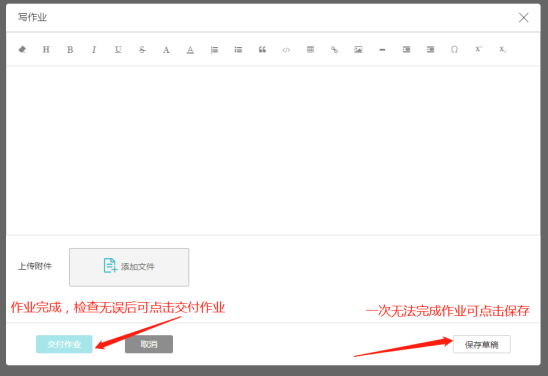 写作业
H B I U S A A </> Ω x² x₂
上传附件 添加文件
作业完成，检查无误后可点击交付作业
一次无法完成作业可点击保存
交付作业 取消 保存草稿